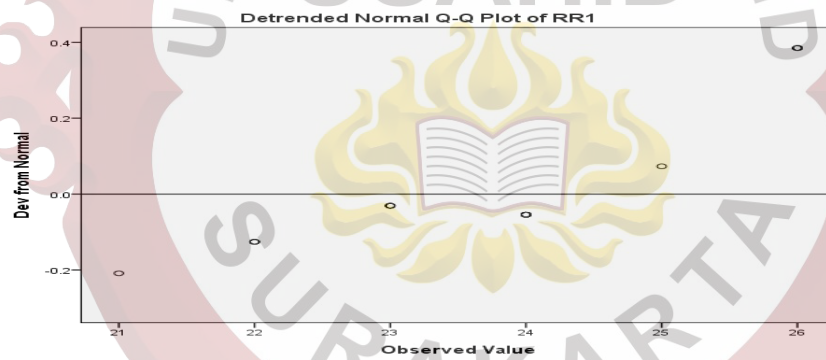 Detrended Normal Q-Q Plot of RR1
0.4
0.2
0.0
-0.2
Dev from Normal
21 22 23 24 25 26
Observed Value
SURAKARTA